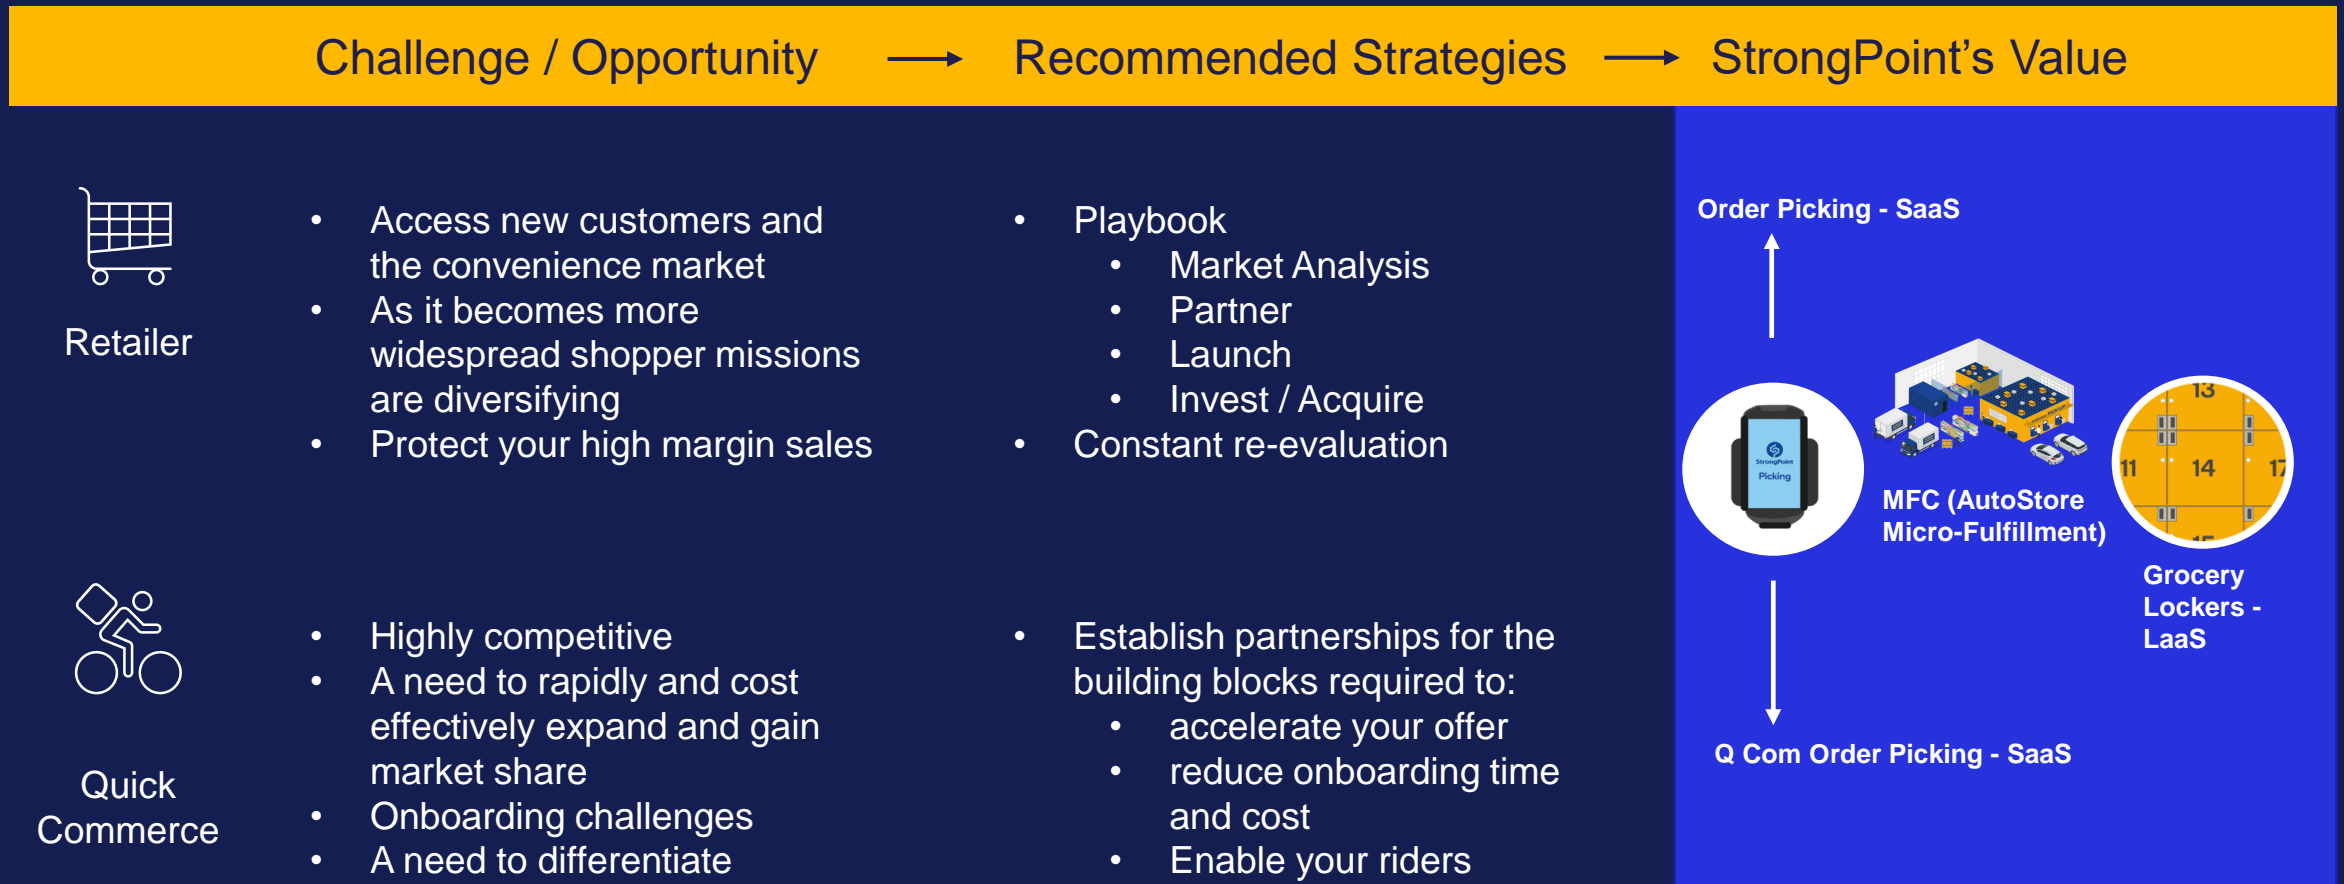 Challenge / Opportunity → Recommended Strategies → StrongPoint's Value
Retailer
• Access new customers and
the convenience market
• As it becomes more
widespread shopper missions
are diversifying
• Protect your high margin sales
• Playbook
• Market Analysis
• Partner
• Launch
• Invest / Acquire
• Constant re-evaluation
Order Picking - SaaS
StrongPoint
Picking
MFC (AutoStore
Micro-Fulfillment)
13
11 14 17
15
Grocery
Lockers -
LaaS
Q Com Order Picking - SaaS
Quick
Commerce
• Highly competitive
• A need to rapidly and cost
effectively expand and gain
market share
• Onboarding challenges
• A need to differentiate
• Establish partnerships for the
building blocks required to:
• accelerate your offer
• reduce onboarding time
and cost
• Enable your riders